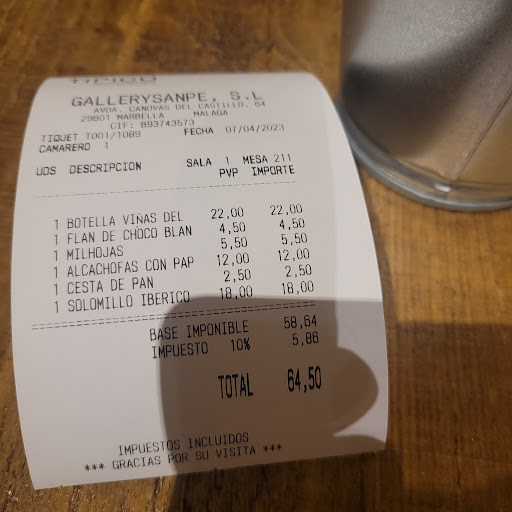 TIPICO
GALLERYSANPE, S.L
AVDA. CANOVAS DEL CASTILLO, 64
29601 MARBELLA MALAGA
CIF: B93743573
TIQUET T001/1089 FECHA 07/04/2023
CAMARERO 1
SALA 1 MESA 211
UDS DESCRIPCION PVP IMPORTE
1 BOTELLA VIÑAS DEL 22,00 22,00
1 FLAN DE CHOCO BLAN 4,50 4,50
1 MILHOJAS 5,50 5,50
1 ALCACHOFAS CON PAP 12,00 12,00
1 CESTA DE PAN 2,50 2,50
1 SOLOMILLO IBERICO 18,00 18,00
BASE IMPONIBLE 58,64
IMPUESTO 10% 5,86
TOTAL 64,50
IMPUESTOS INCLUIDOS
*** GRACIAS POR SU VISITA ***